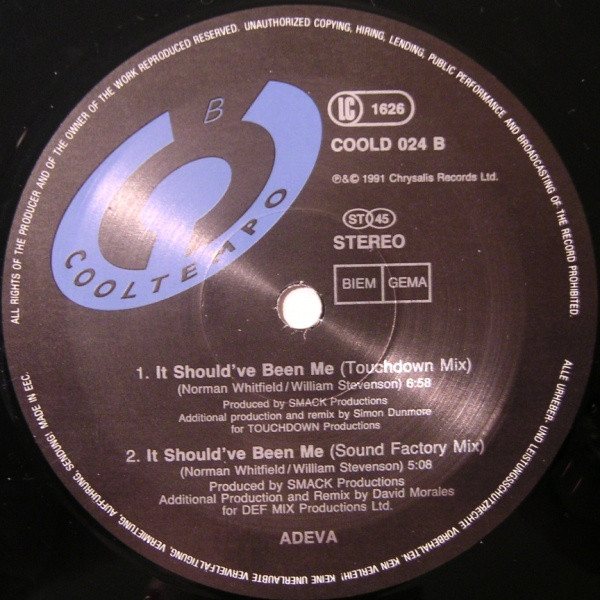 ALL RIGHTS OF THE PRODUCER AND OF THE OWNER OF THE WORK REPRODUCED RESERVED. UNAUTHORIZED COPYING, HIRING, LENDING, PUBLIC PERFORMANCE AND BROADCASTING OF THE RECORD PROHIBITED.
B
COOLTEMPO
LC 1626
COOLD 024 B
℗&© 1991 Chrysalis Records Ltd.
ST 45
STEREO
BIEM GEMA
1. It Should've Been Me (Touchdown Mix)
(Norman Whitfield/William Stevenson) 6:58
Produced by SMACK Productions
Additional production and remix by Simon Dunmore
for TOUCHDOWN Productions
2. It Should've Been Me (Sound Factory Mix)
(Norman Whitfield/William Stevenson) 5:08
Produced by SMACK Productions
Additional Production and Remix by David Morales
for DEF MIX Productions Ltd.
ADEVA
ALLE URHEBER- UND LEISTUNGSSCHUTZRECHTE VORBEHALTEN. KEIN VERLEIH! KEINE UNERLAUBTE VERVIELFÄLTIGUNG, VERMIETUNG, AUFFÜHRUNG, SENDUNG! MADE IN EEC.